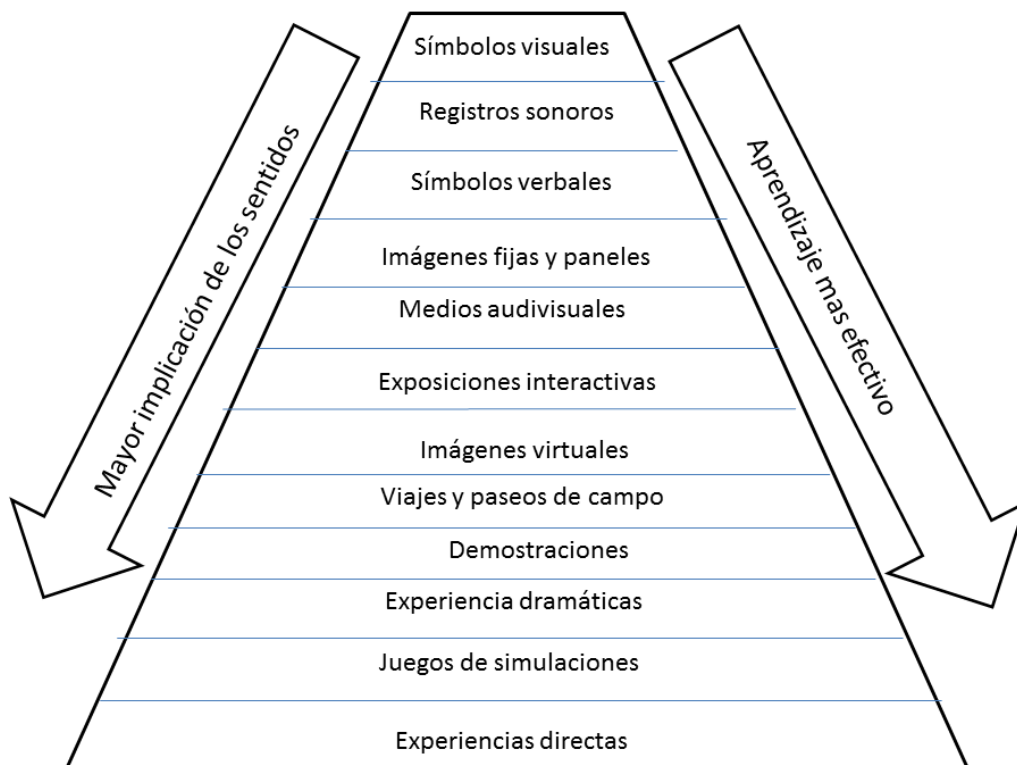 Símbolos visuales
Registros sonoros
Símbolos verbales
Imágenes fijas y paneles
Medios audivisuales
Exposiciones interactivas
Imágenes virtuales
Viajes y paseos de campo
Demostraciones
Experiencia dramáticas
Juegos de simulaciones
Experiencias directas
Mayor implicación de los sentidos
Aprendizaje mas efectivo